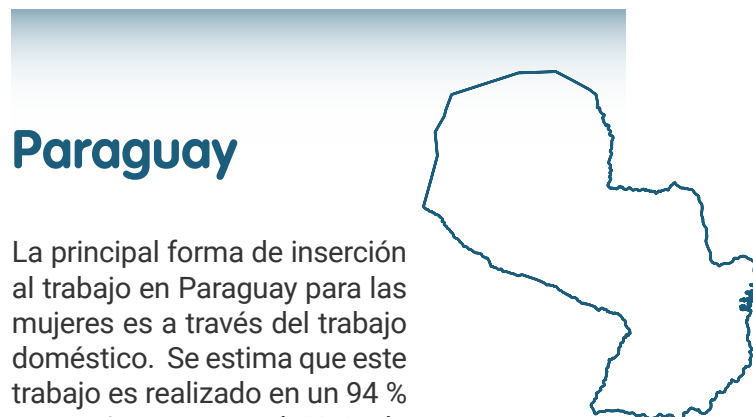 Paraguay
La principal forma de inserción
al trabajo en Paraguay para las
mujeres es a través del trabajo
doméstico. Se estima que este
trabajo es realizado en un 94 %